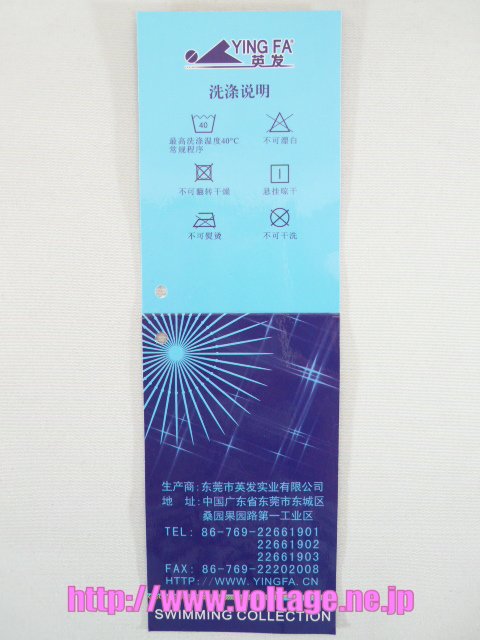 YING FA®
英发
洗涤说明
40
最高洗涤温度40°C
常规程序
不可漂白
不可翻转干燥
悬挂晾干
不可熨烫
不可干洗
生产商:东莞市英发实业有限公司
地 址:中国广东省东莞市东城区
桑园果园路第一工业区
TEL: 86-769-22661901
22661902
22661903
FAX: 86-769-22202008
HTTP://WWW.YINGFA.CN
http://www.voltage.ne.jp
SWIMMING COLLECTION